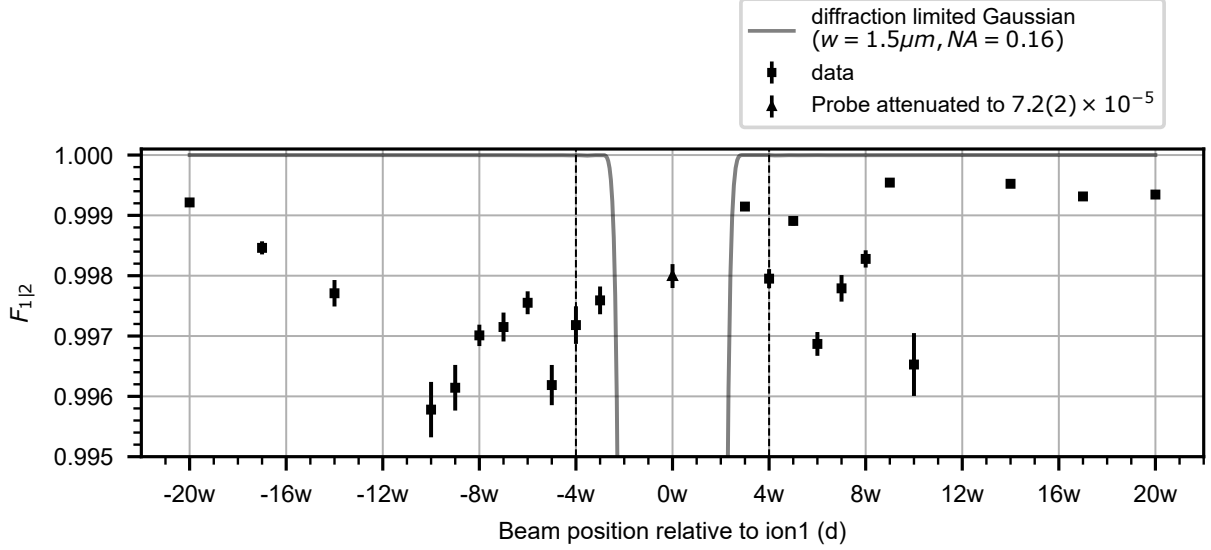 diffraction limited Gaussian
(w = 1.5μm, NA = 0.16)
data
Probe attenuated to 7.2(2) × 10⁻⁵
1.000
0.999
0.998
0.997
0.996
0.995
F₁|₂
-20w -16w -12w -8w -4w 0w 4w 8w 12w 16w 20w
Beam position relative to ion1 (d)